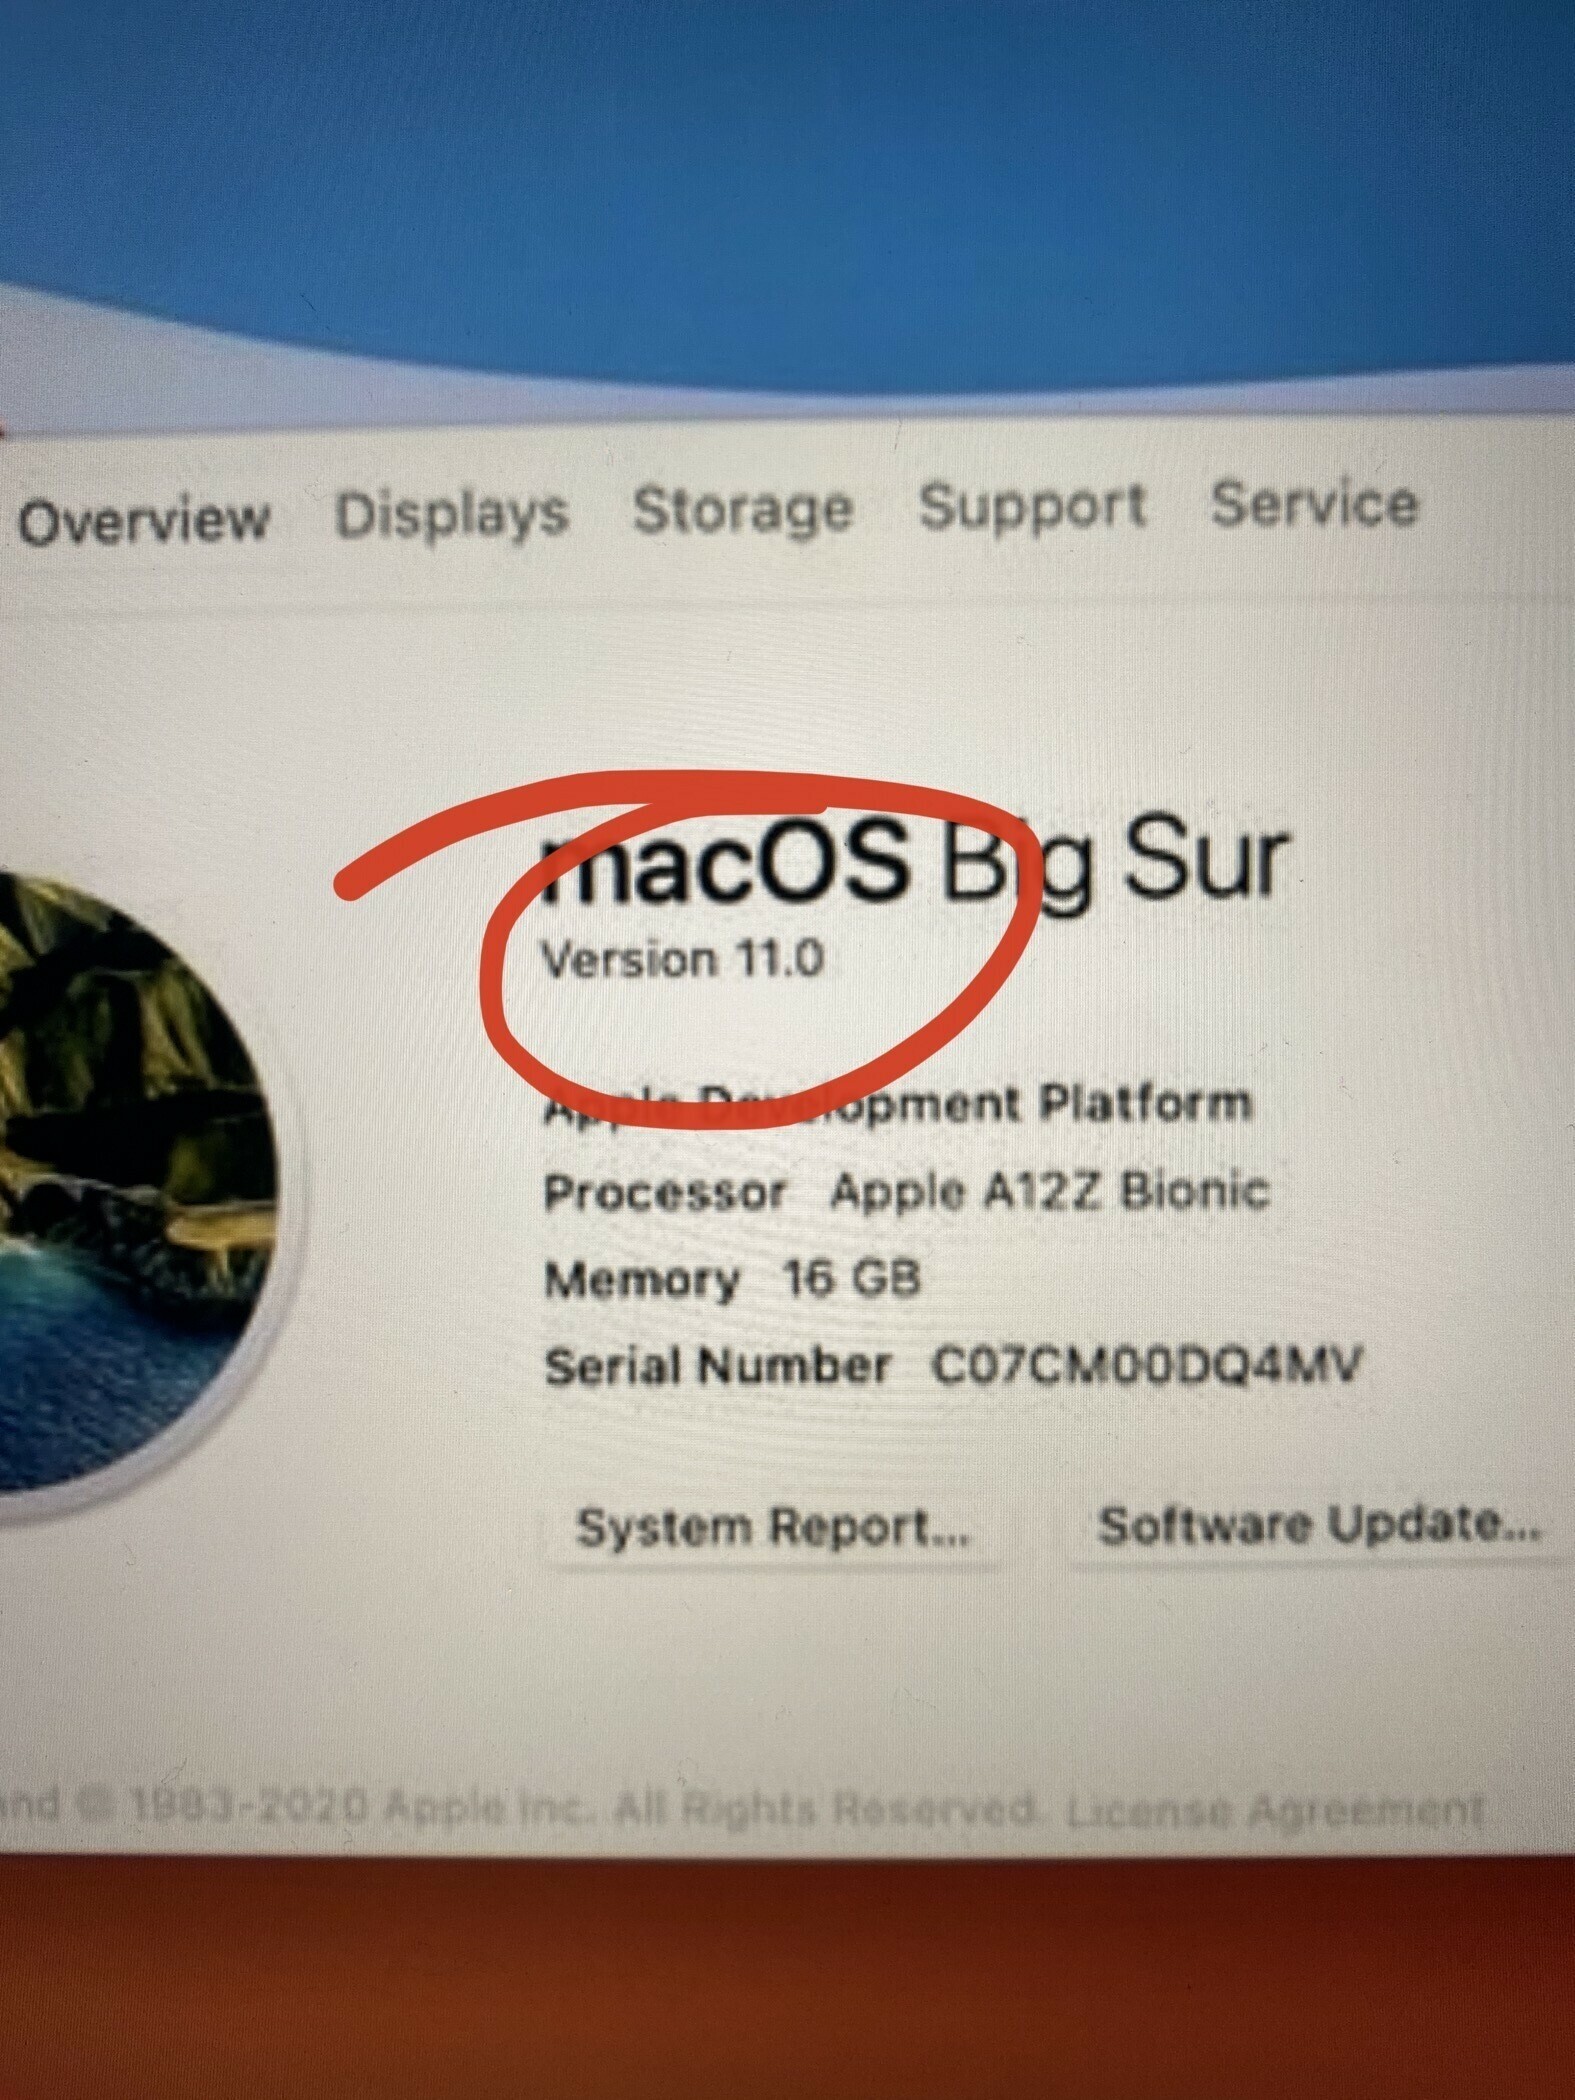 Overview Displays Storage Support Service
macOS Big Sur
Version 11.0
Apple Development Platform
Processor Apple A12Z Bionic
Memory 16 GB
Serial Number C07CM00DQ4MV
System Report... Software Update...
and © 1983-2020 Apple Inc. All Rights Reserved. License Agreement